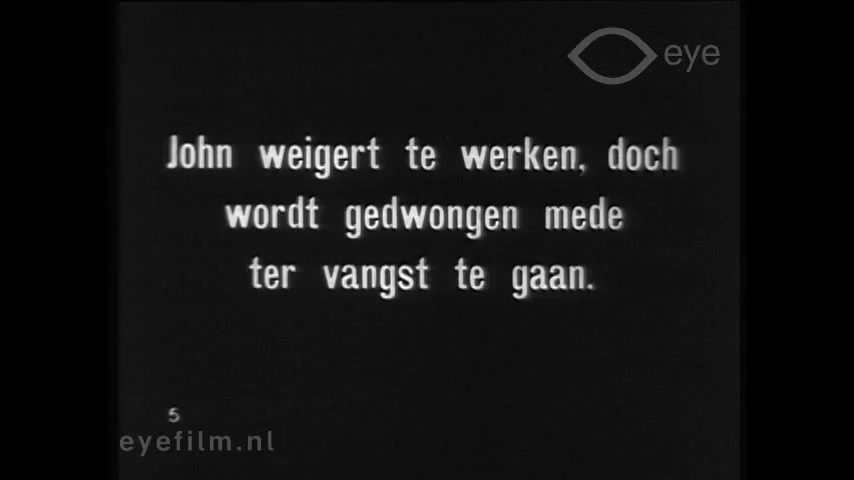 eye
John weigert te werken, doch
wordt gedwongen mede
ter vangst te gaan.
5
eyefilm.nl